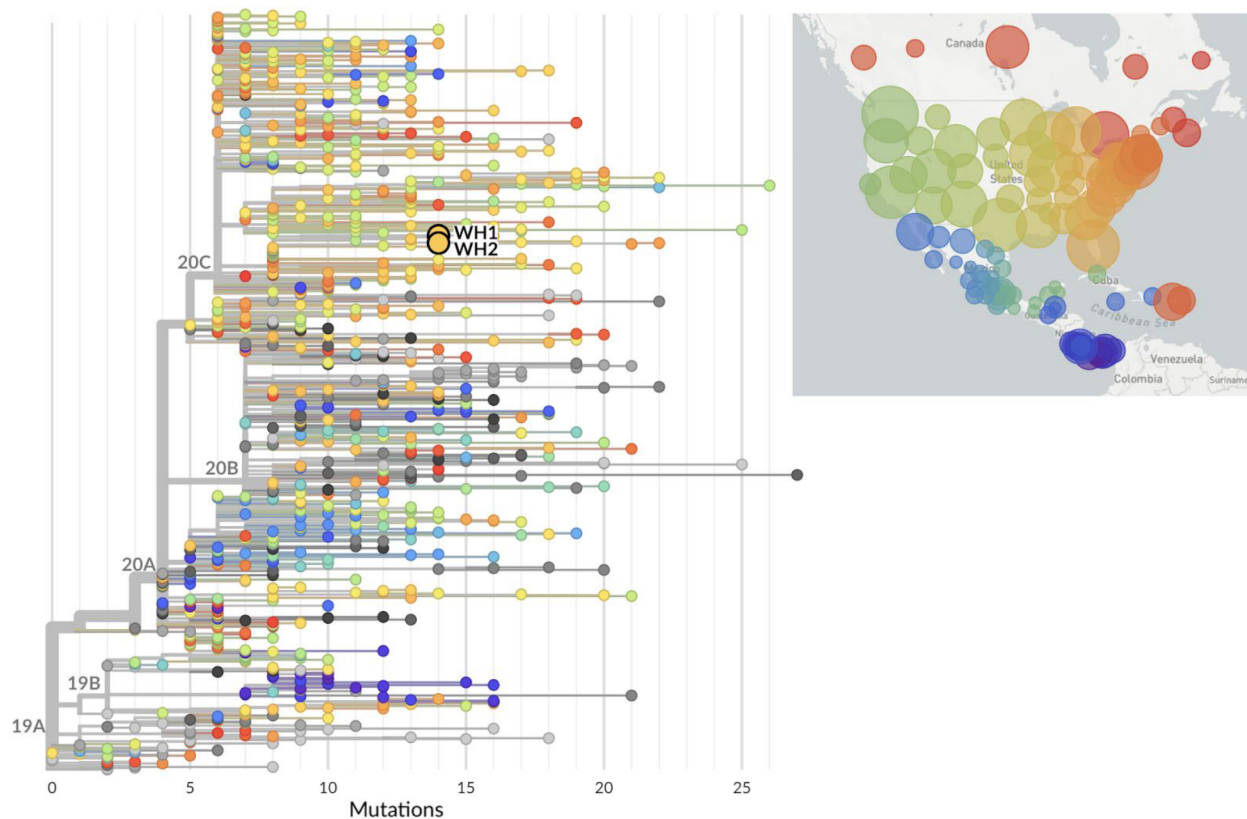 20C
WH1
WH2
20B
20A
19B
19A
0 5 10 15 20 25
Mutations
Canada
United
States
Cuba
Caribbean Sea
Venezuela
Colombia
Suriname